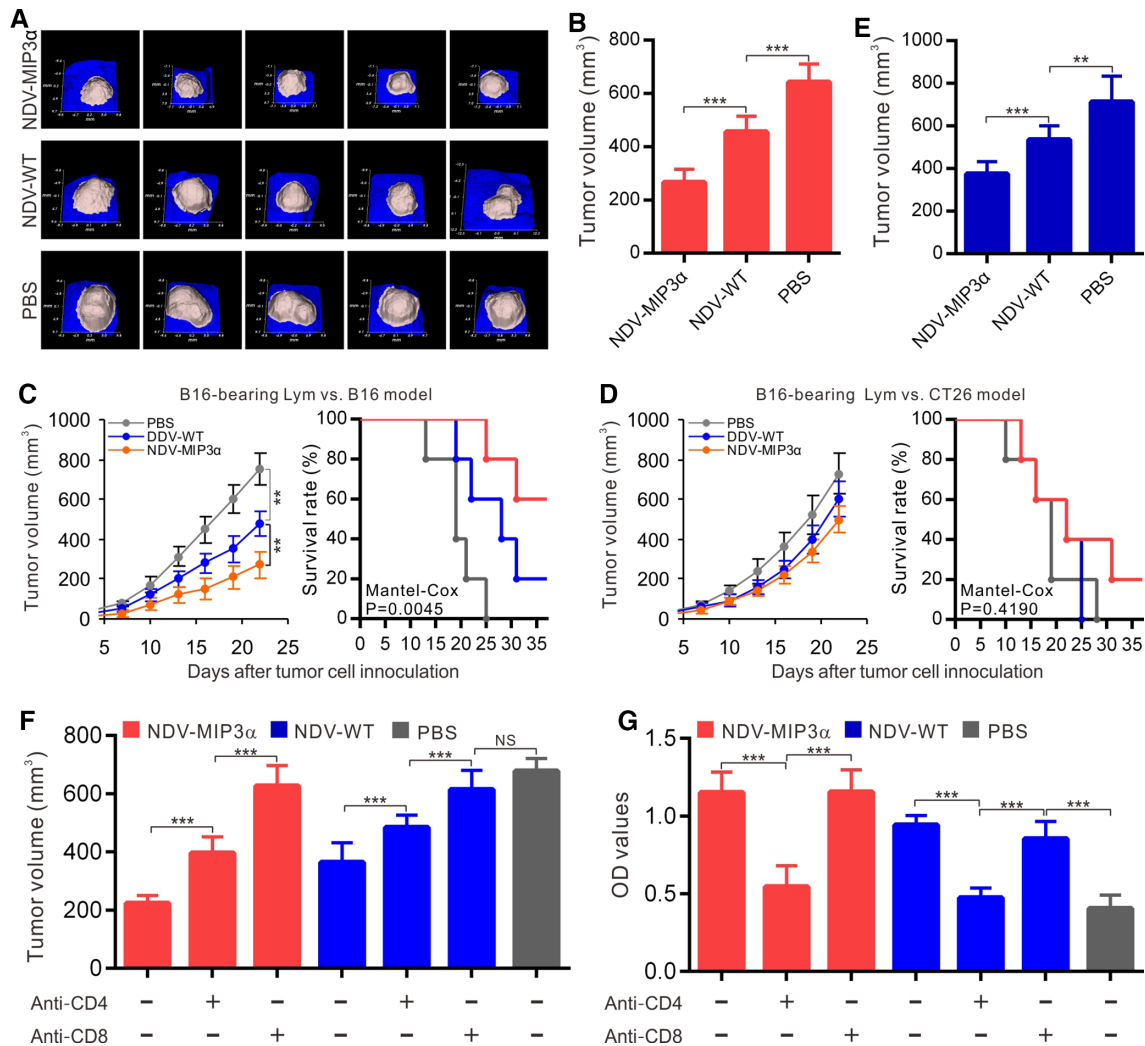 A
NDV-MIP3α
NDV-WT
PBS
mm
B
Tumor volume (mm³)
800
600
400
200
0
***
***
NDV-MIP3α
NDV-WT
PBS
E
Tumor volume (mm³)
1000
800
600
400
200
0
***
**
NDV-MIP3α
NDV-WT
PBS
C
B16-bearing Lym vs. B16 model
Tumor volume (mm³)
1000
800
600
400
200
0
PBS
DDV-WT
NDV-MIP3α
**
**
5 10 15 20 25
Survival rate (%)
100
80
60
40
20
0
Mantel-Cox
P=0.0045
0 5 10 15 20 25 30 35
Days after tumor cell innoculation
D
B16-bearing Lym vs. CT26 model
Tumor volume (mm³)
1000
800
600
400
200
0
PBS
DDV-WT
NDV-MIP3α
5 10 15 20 25
Survival rate (%)
100
80
60
40
20
0
Mantel-Cox
P=0.4190
0 5 10 15 20 25 30 35
Days after tumor cell innoculation
F
NDV-MIP3α NDV-WT PBS
Tumor volume (mm³)
800
600
400
200
0
***
***
***
***
NS
Anti-CD4 − + − − + − −
Anti-CD8 − − + − − + −
G
NDV-MIP3α NDV-WT PBS
OD values
1.5
1.0
0.5
0.0
***
***
***
***
***
Anti-CD4 − + − − + − −
Anti-CD8 − − + − − + −